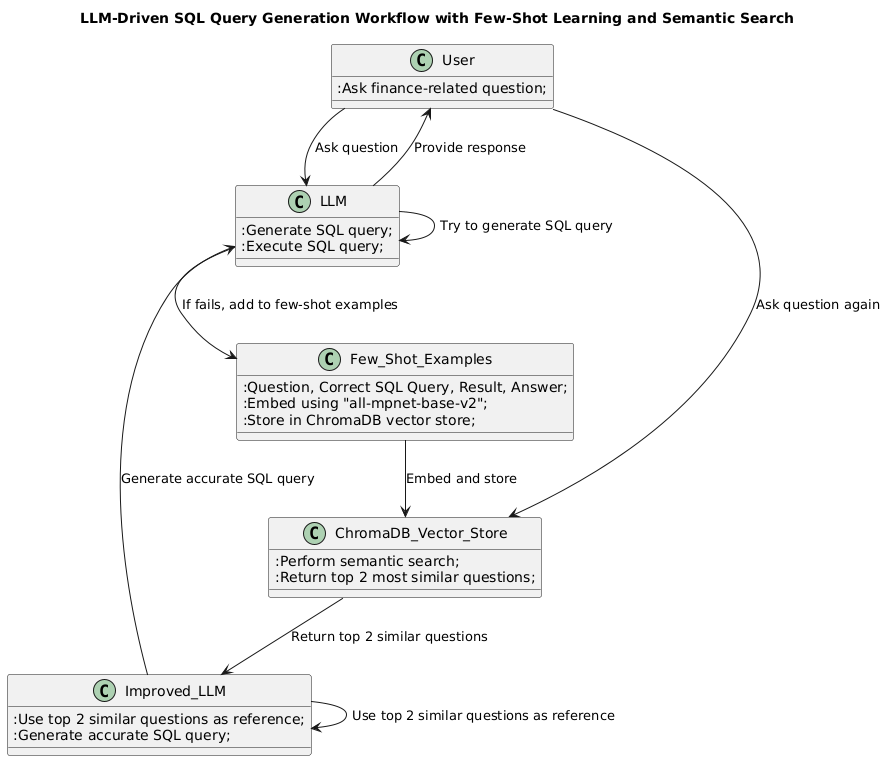 LLM-Driven SQL Query Generation Workflow with Few-Shot Learning and Semantic Search
C User
:Ask finance-related question;
Ask question
Provide response
C LLM
:Generate SQL query;
:Execute SQL query;
Try to generate SQL query
If fails, add to few-shot examples
Ask question again
C Few_Shot_Examples
:Question, Correct SQL Query, Result, Answer;
:Embed using "all-mpnet-base-v2";
:Store in ChromaDB vector store;
Generate accurate SQL query
Embed and store
C ChromaDB_Vector_Store
:Perform semantic search;
:Return top 2 most similar questions;
Return top 2 similar questions
C Improved_LLM
:Use top 2 similar questions as reference;
:Generate accurate SQL query;
Use top 2 similar questions as reference